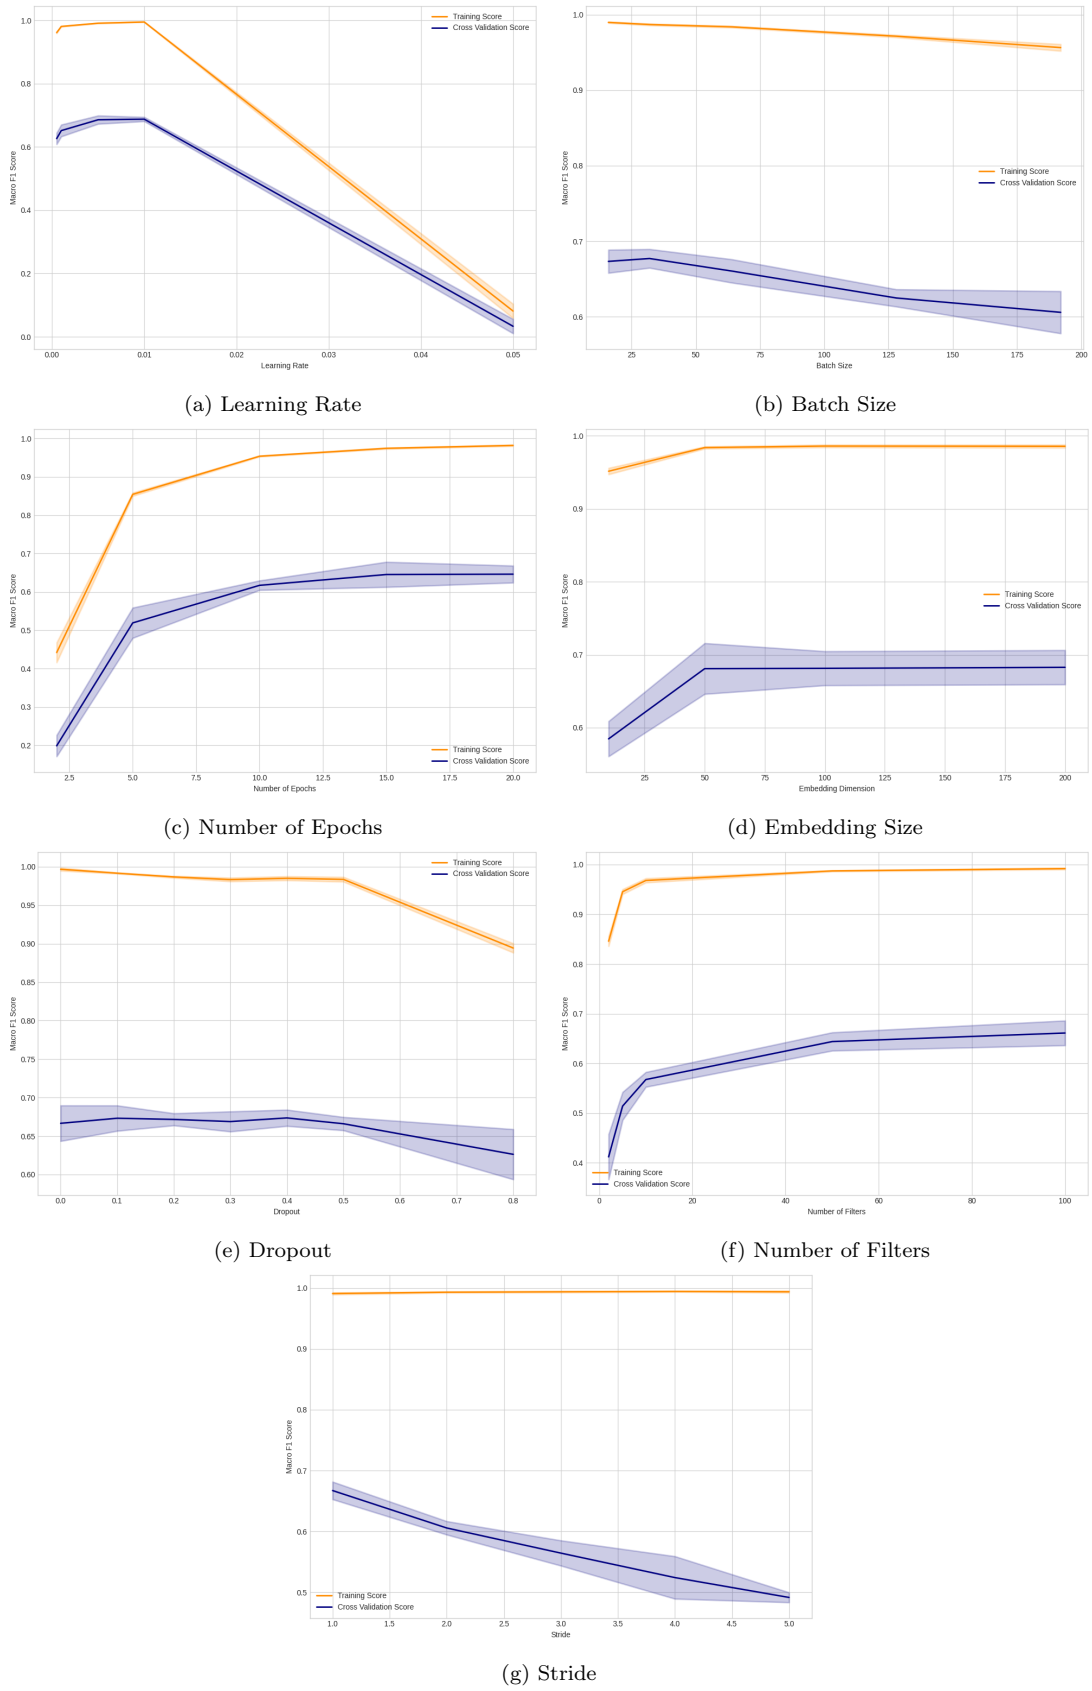 1.0
0.8
0.6
0.4
0.2
0.0
Macro F1 Score
Training Score
Cross Validation Score
0.00 0.01 0.02 0.03 0.04 0.05
Learning Rate
(a) Learning Rate
1.0
0.9
0.8
0.7
0.6
Macro F1 Score
Training Score
Cross Validation Score
25 50 75 100 125 150 175 200
Batch Size
(b) Batch Size
1.0
0.9
0.8
0.7
0.6
0.5
0.4
0.3
0.2
Macro F1 Score
Training Score
Cross Validation Score
2.5 5.0 7.5 10.0 12.5 15.0 17.5 20.0
Number of Epochs
(c) Number of Epochs
1.0
0.9
0.8
0.7
0.6
Macro F1 Score
Training Score
Cross Validation Score
25 50 75 100 125 150 175 200
Embedding Dimension
(d) Embedding Size
1.00
0.95
0.90
0.85
0.80
0.75
0.70
0.65
0.60
Macro F1 Score
Training Score
Cross Validation Score
0.0 0.1 0.2 0.3 0.4 0.5 0.6 0.7 0.8
Dropout
(e) Dropout
1.0
0.9
0.8
0.7
0.6
0.5
0.4
Macro F1 Score
Training Score
Cross Validation Score
0 20 40 60 80 100
Number of Filters
(f) Number of Filters
1.0
0.9
0.8
0.7
0.6
0.5
Macro F1 Score
Training Score
Cross Validation Score
1.0 1.5 2.0 2.5 3.0 3.5 4.0 4.5 5.0
Stride
(g) Stride